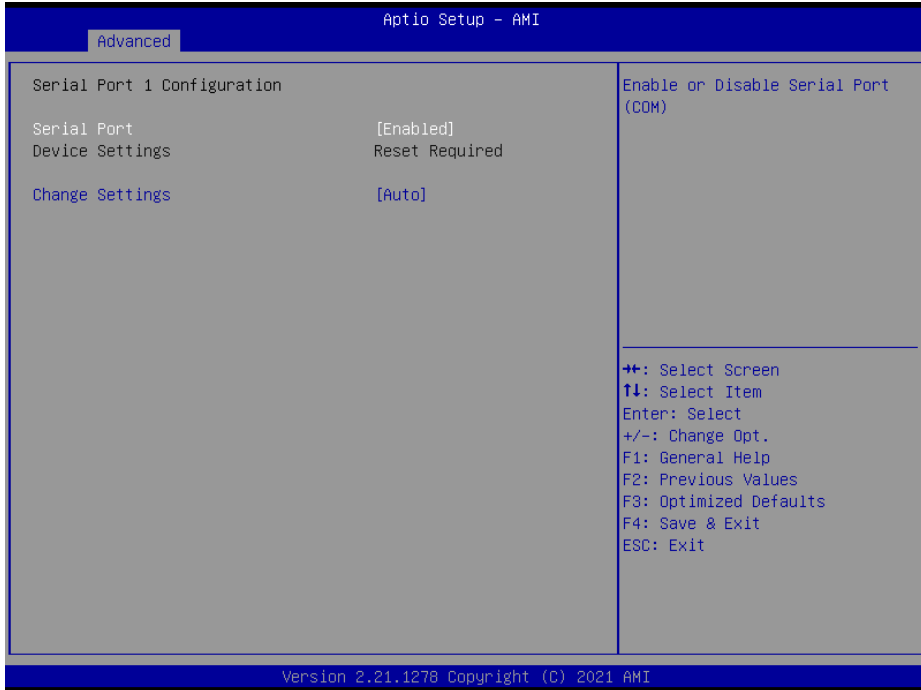 Aptio Setup – AMI
Advanced
Serial Port 1 Configuration
Serial Port [Enabled]
Device Settings Reset Required
Change Settings [Auto]
Enable or Disable Serial Port
(COM)
→←: Select Screen
↑↓: Select Item
Enter: Select
+/-: Change Opt.
F1: General Help
F2: Previous Values
F3: Optimized Defaults
F4: Save & Exit
ESC: Exit
Version 2.21.1278 Copyright (C) 2021 AMI